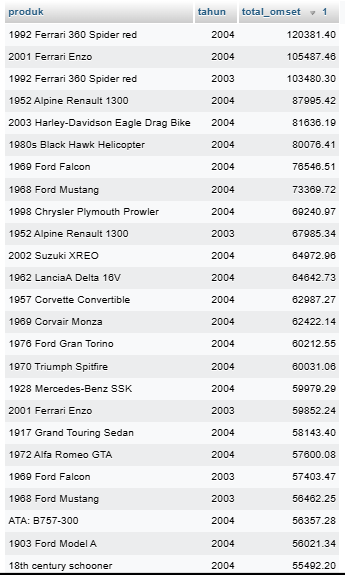 produk tahun total_omset 1
1992 Ferrari 360 Spider red 2004 120381.40
2001 Ferrari Enzo 2004 105487.46
1992 Ferrari 360 Spider red 2003 103480.30
1952 Alpine Renault 1300 2004 87995.42
2003 Harley-Davidson Eagle Drag Bike 2004 81636.19
1980s Black Hawk Helicopter 2004 80076.41
1969 Ford Falcon 2004 76546.51
1968 Ford Mustang 2004 73369.72
1998 Chrysler Plymouth Prowler 2004 69240.97
1952 Alpine Renault 1300 2003 67985.34
2002 Suzuki XREO 2004 64972.96
1962 LanciaA Delta 16V 2004 64642.73
1957 Corvette Convertible 2004 62987.27
1969 Corvair Monza 2004 62422.14
1976 Ford Gran Torino 2004 60212.55
1970 Triumph Spitfire 2004 60031.06
1928 Mercedes-Benz SSK 2004 59979.29
2001 Ferrari Enzo 2003 59852.24
1917 Grand Touring Sedan 2004 58143.40
1972 Alfa Romeo GTA 2004 57600.08
1969 Ford Falcon 2003 57403.47
1968 Ford Mustang 2003 56462.25
ATA: B757-300 2004 56357.28
1903 Ford Model A 2004 56021.34
18th century schooner 2004 55492.20